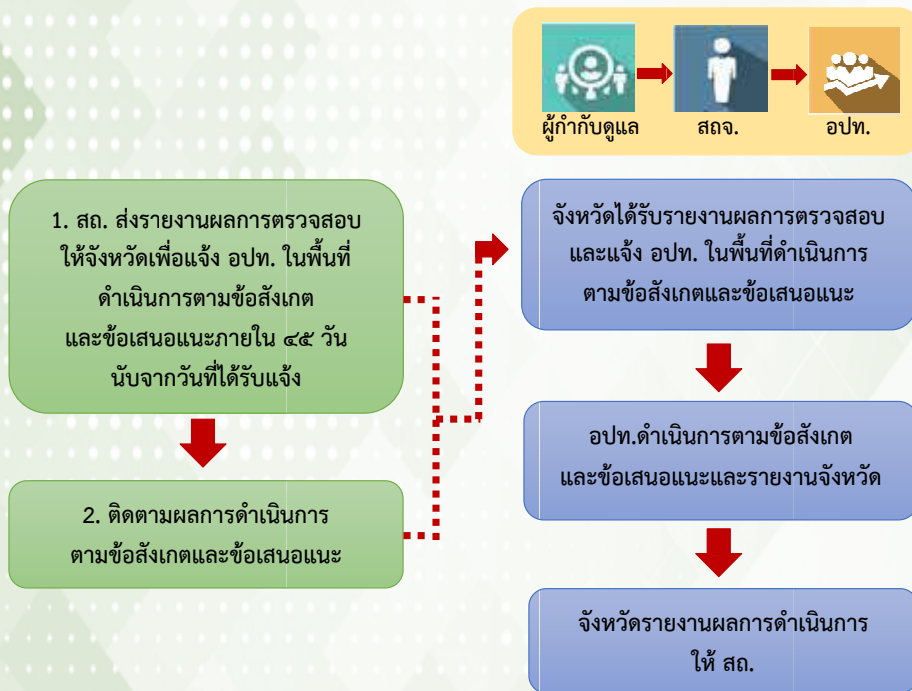 ผู้กำกับดูแล
สถจ.
อปท.
1. สถ. ส่งรายงานผลการตรวจสอบ
ให้จังหวัดเพื่อแจ้ง อปท. ในพื้นที่
ดำเนินการตามข้อสังเกต
และข้อเสนอแนะภายใน ๔๕ วัน
นับจากวันที่ได้รับแจ้ง
2. ติดตามผลการดำเนินการ
ตามข้อสังเกตและข้อเสนอแนะ
จังหวัดได้รับรายงานผลการตรวจสอบ
และแจ้ง อปท. ในพื้นที่ดำเนินการ
ตามข้อสังเกตและข้อเสนอแนะ
อปท.ดำเนินการตามข้อสังเกต
และข้อเสนอแนะและรายงานจังหวัด
จังหวัดรายงานผลการดำเนินการ
ให้ สถ.